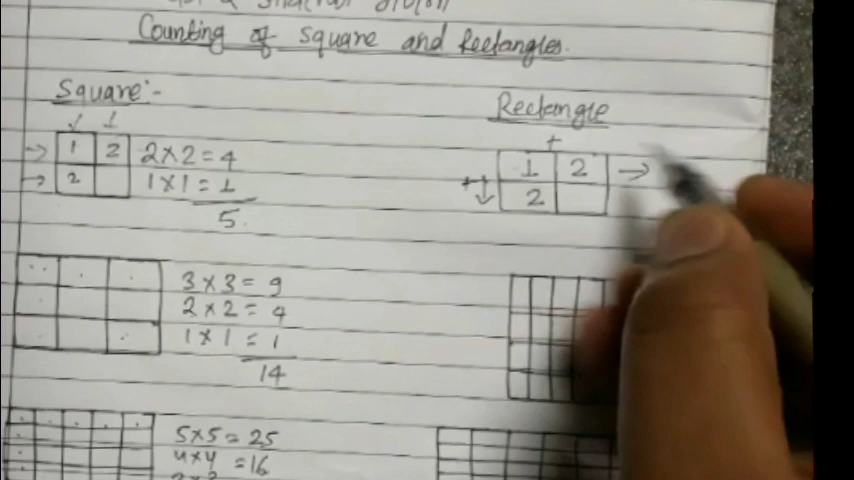 Counting of Square and Rectangles.
Square:-
1 2 2×2=4
2 1×1=1
5
3×3=9
2×2=4
1×1=1
14
5×5=25
4×4=16
Rectangle
+
1 2 →
+↓ 2